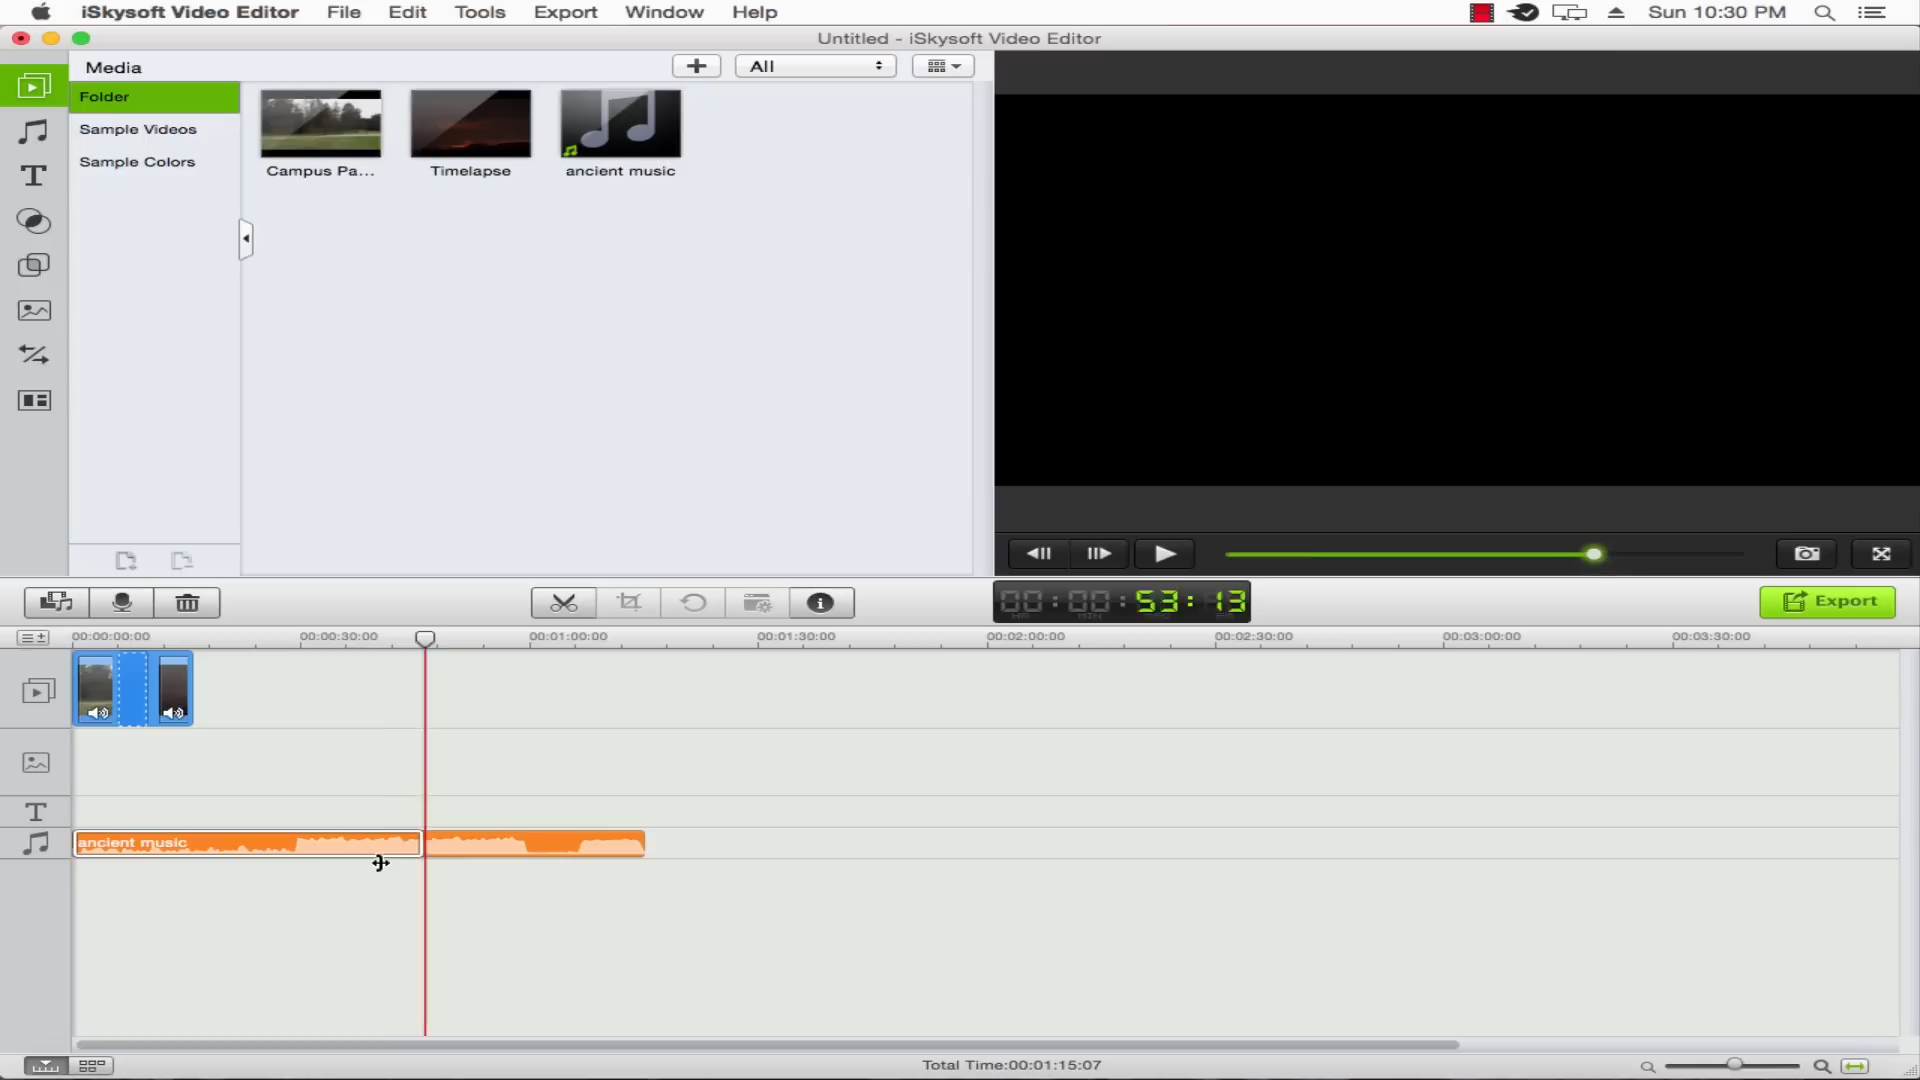 iSkysoft Video Editor File Edit Tools Export Window Help Sun 10:30 PM
Untitled - iSkysoft Video Editor
Media All
Folder
Sample Videos
Sample Colors
Campus Pa... Timelapse ancient music
00:00:53:13
Export
00:00:00:00 00:00:30:00 00:01:00:00 00:01:30:00 00:02:00:00 00:02:30:00 00:03:00:00 00:03:30:00
ancient music
Total Time:00:01:15:07